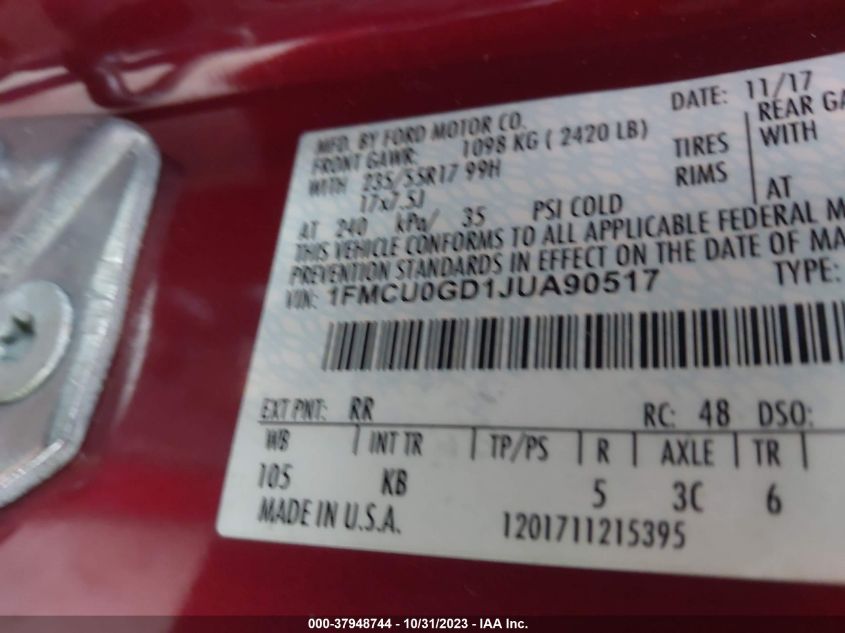 DATE: 11/17
MFD. BY FORD MOTOR CO.
FRONT GAWR: 1098 KG ( 2420 LB)
REAR GA
WITH 235/55R17 99H TIRES
WITH
17x7.5J RIMS
AT 240 kPa/ 35 PSI COLD
AT
THIS VEHICLE CONFORMS TO ALL APPLICABLE FEDERAL M
PREVENTION STANDARDS IN EFFECT ON THE DATE OF MA
VIN: 1FMCU0GD1JUA90517 TYPE:
EXT PNT: RR RC: 48 DSO:
WB INT TR TP/PS R AXLE TR
105 KB 5 3C 6
MADE IN U.S.A. 1201711215395
000-37948744 - 10/31/2023 - IAA Inc.